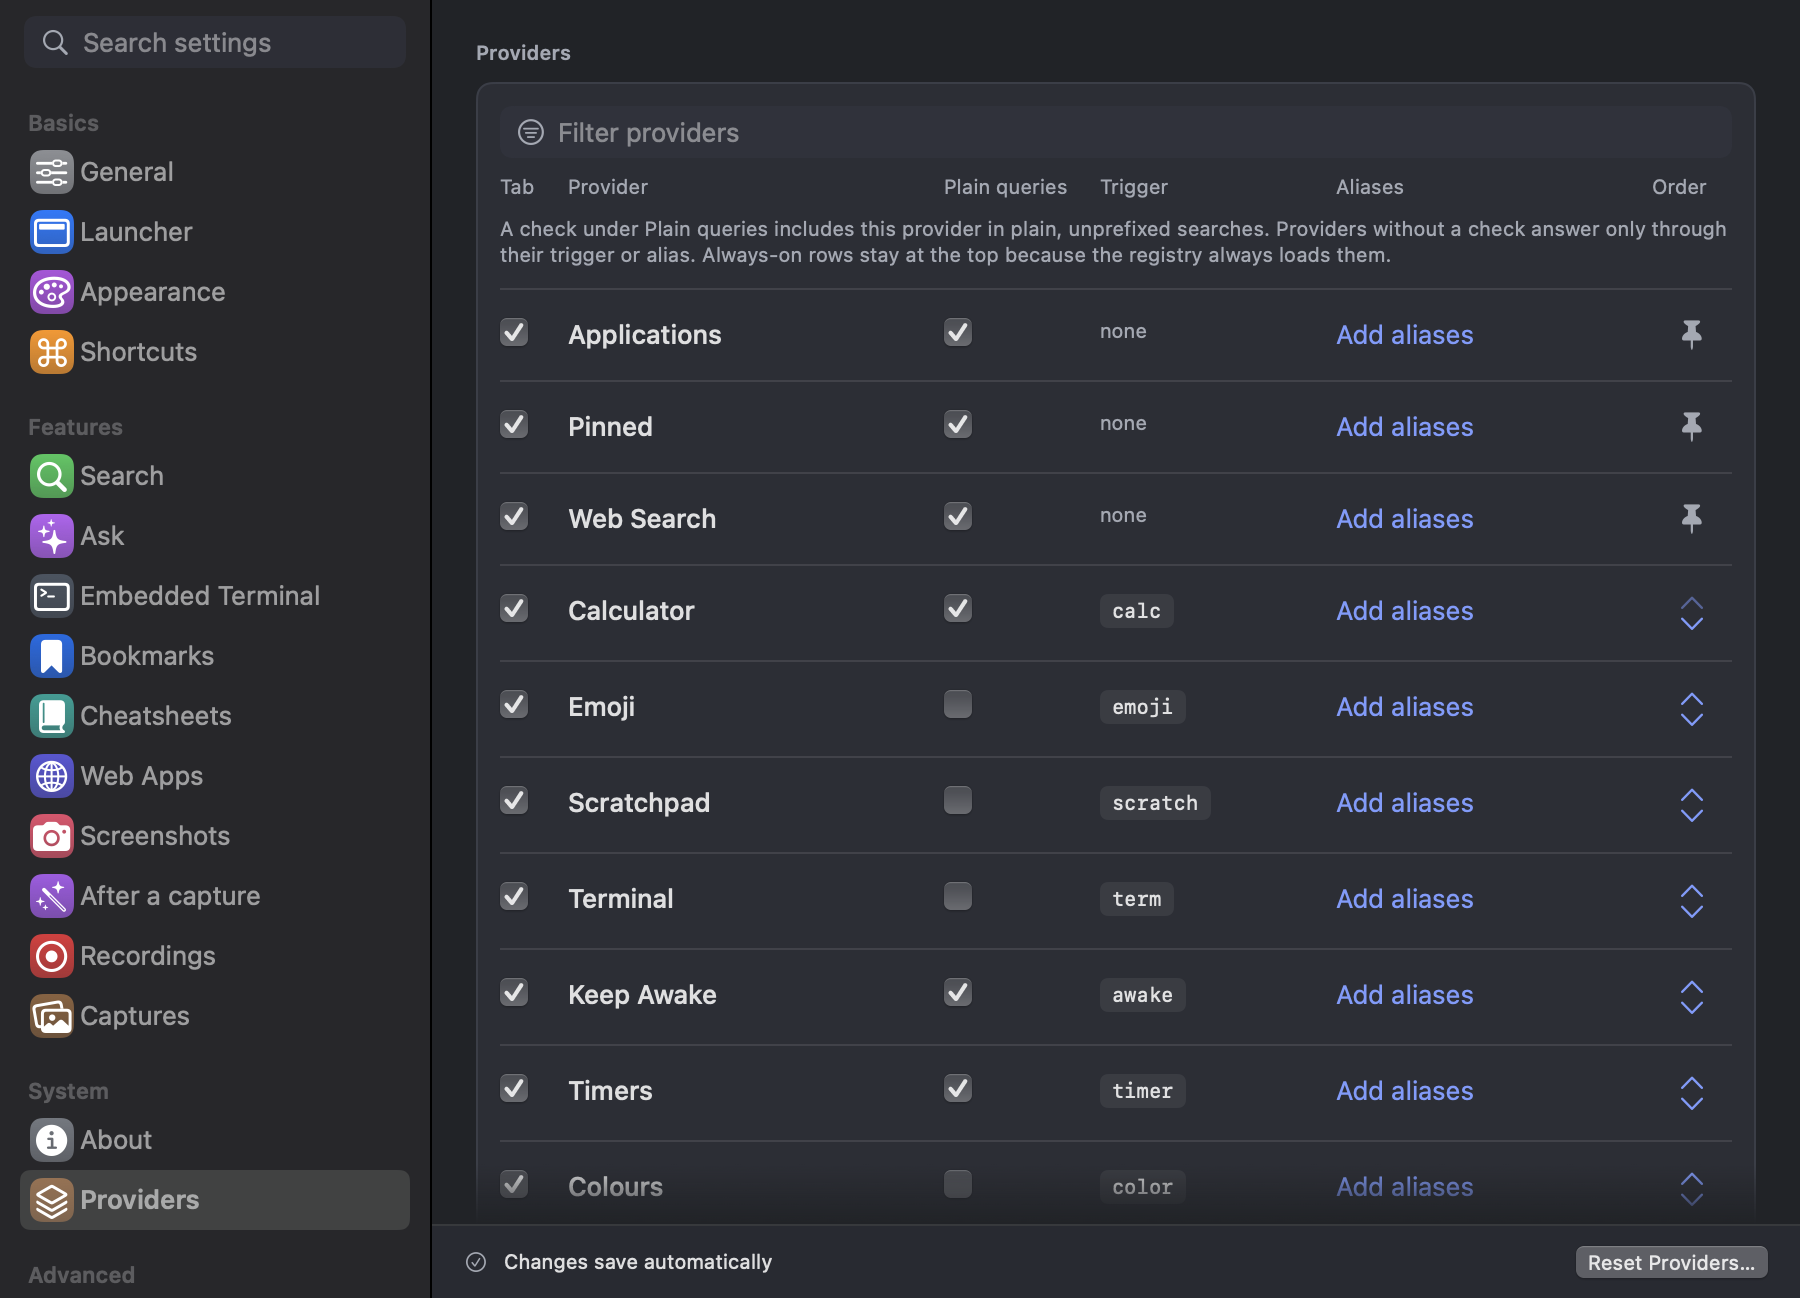 Search settings
Basics
General
Launcher
Appearance
Shortcuts
Features
Search
Ask
Embedded Terminal
Bookmarks
Cheatsheets
Web Apps
Screenshots
After a capture
Recordings
Captures
System
About
Providers
Advanced
Providers
Filter providers
Tab Provider Plain queries Trigger Aliases Order
A check under Plain queries includes this provider in plain, unprefixed searches. Providers without a check answer only through
their trigger or alias. Always-on rows stay at the top because the registry always loads them.
Applications none Add aliases
Pinned none Add aliases
Web Search none Add aliases
Calculator calc Add aliases
Emoji emoji Add aliases
Scratchpad scratch Add aliases
Terminal term Add aliases
Keep Awake awake Add aliases
Timers timer Add aliases
Colours color Add aliases
Changes save automatically
Reset Providers...